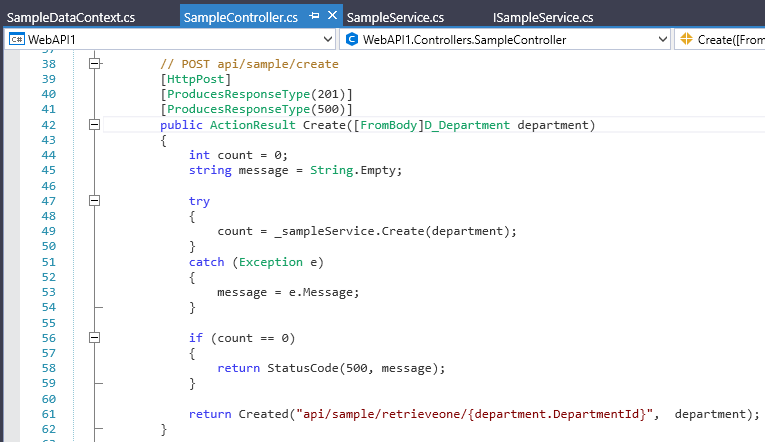 SampleDataContext.cs SampleController.cs SampleService.cs ISampleService.cs
C# WebAPI1 C WebAPI1.Controllers.SampleController Create([Fro
38 // POST api/sample/create
39 [HttpPost]
40 [ProducesResponseType(201)]
41 [ProducesResponseType(500)]
42 public ActionResult Create([FromBody]D_Department department)
43 {
44 int count = 0;
45 string message = String.Empty;
46
47 try
48 {
49 count = _sampleService.Create(department);
50 }
51 catch (Exception e)
52 {
53 message = e.Message;
54 }
55
56 if (count == 0)
57 {
58 return StatusCode(500, message);
59 }
60
61 return Created("api/sample/retrieveone/{department.DepartmentId}", department);
62 }